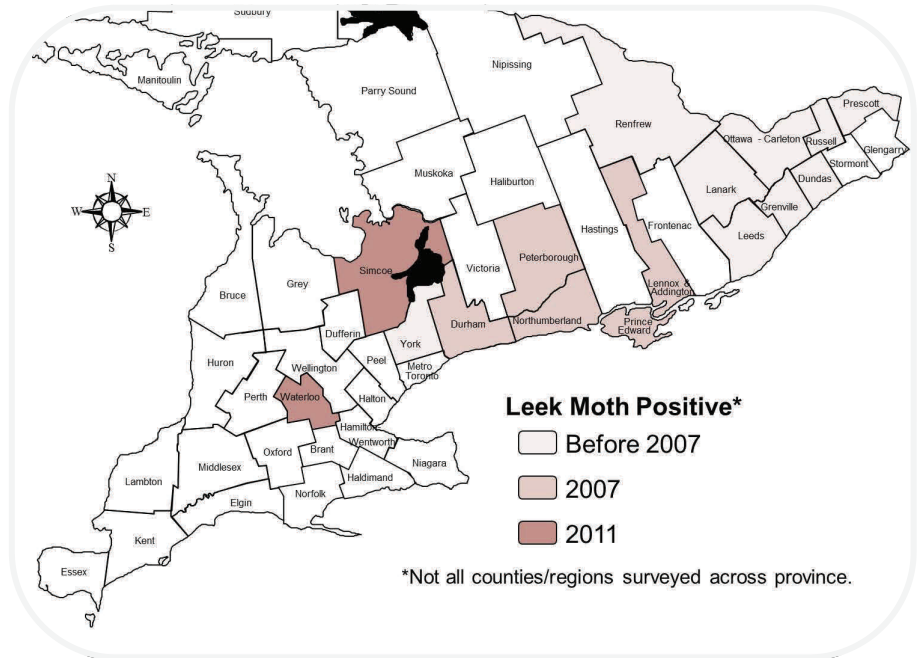 Sudbury
Manitoulin
Parry Sound
Nipissing
Renfrew
Prescott
Ottawa - Carleton
Russell
Glengarry
Stormont
Dundas
Grenville
Lanark
Leeds
Muskoka
Haliburton
Hastings
Frontenac
Lennox &
Addington
Prince
Edward
Peterborough
Northumberland
Victoria
Durham
Simcoe
York
Metro
Toronto
Grey
Bruce
Dufferin
Peel
Huron
Wellington
Halton
Perth
Waterloo
Hamilton-
Wentworth
Oxford
Brant
Niagara
Haldimand
Norfolk
Middlesex
Lambton
Elgin
Kent
Essex
N
W
E
S
Leek Moth Positive*
Before 2007
2007
2011
*Not all counties/regions surveyed across province.